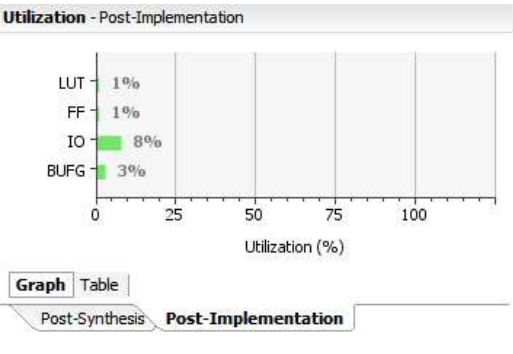 Utilization - Post-Implementation
LUT 1%
FF 1%
IO 8%
BUFG 3%
0 25 50 75 100
Utilization (%)
Graph Table
Post-Synthesis Post-Implementation